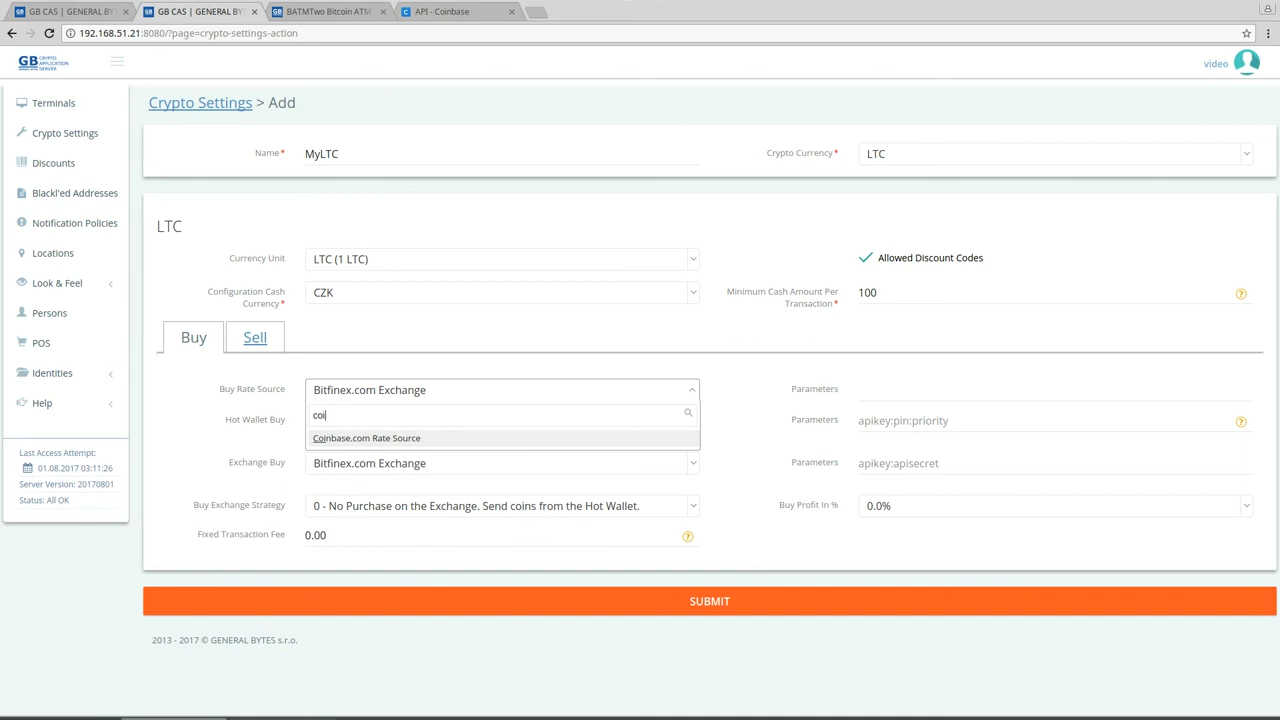 GB CAS | GENERAL BY
GB CAS | GENERAL BY
BATMTwo Bitcoin ATM
API - Coinbase
192.168.51.21:8080/?page=crypto-settings-action
GB CRYPTO APPLICATION SERVER
video
Terminals
Crypto Settings
Discounts
Blackl'ed Addresses
Notification Policies
Locations
Look & Feel
Persons
POS
Identities
Help
Last Access Attempt:
01.08.2017 03:11:26
Server Version: 20170801
Status: All OK
Crypto Settings > Add
Name* MyLTC
Crypto Currency* LTC
LTC
Currency Unit LTC (1 LTC)
Allowed Discount Codes
Configuration Cash Currency* CZK
Minimum Cash Amount Per Transaction* 100
Buy
Sell
Buy Rate Source Bitfinex.com Exchange
Parameters
coi
Coinbase.com Rate Source
Hot Wallet Buy
Parameters apikey:pin:priority
Exchange Buy Bitfinex.com Exchange
Parameters apikey:apisecret
Buy Exchange Strategy 0 - No Purchase on the Exchange. Send coins from the Hot Wallet.
Buy Profit In % 0.0%
Fixed Transaction Fee 0.00
SUBMIT
2013 - 2017 © GENERAL BYTES s.r.o.